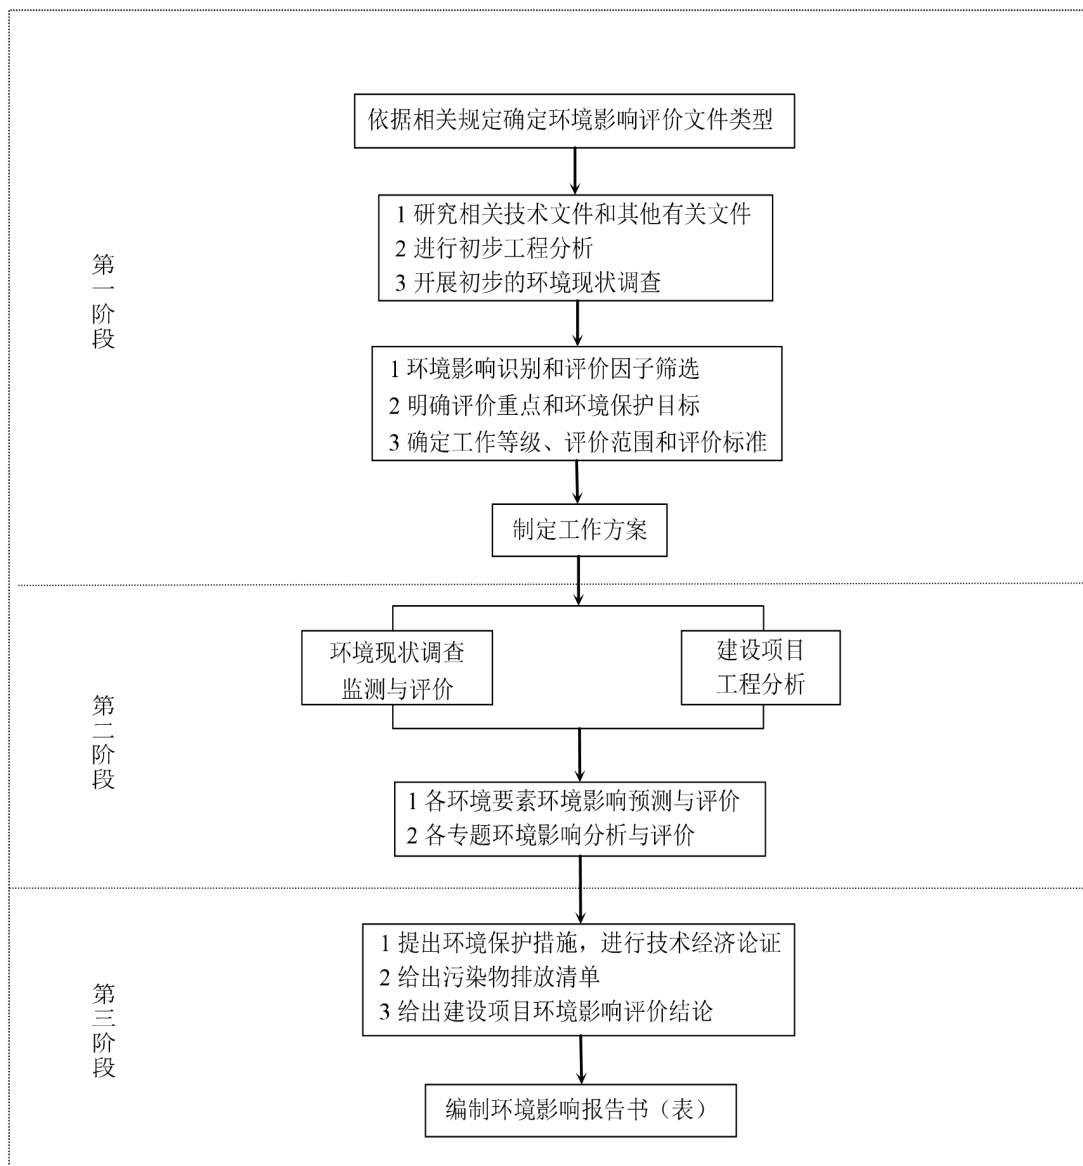 依据相关规定确定环境影响评价文件类型
1 研究相关技术文件和其他有关文件
2 进行初步工程分析
3 开展初步的环境现状调查
第一阶段
1 环境影响识别和评价因子筛选
2 明确评价重点和环境保护目标
3 确定工作等级、评价范围和评价标准
制定工作方案
环境现状调查
监测与评价
建设项目
工程分析
第二阶段
1 各环境要素环境影响预测与评价
2 各专题环境影响分析与评价
1 提出环境保护措施，进行技术经济论证
2 给出污染物排放清单
3 给出建设项目环境影响评价结论
第三阶段
编制环境影响报告书（表）